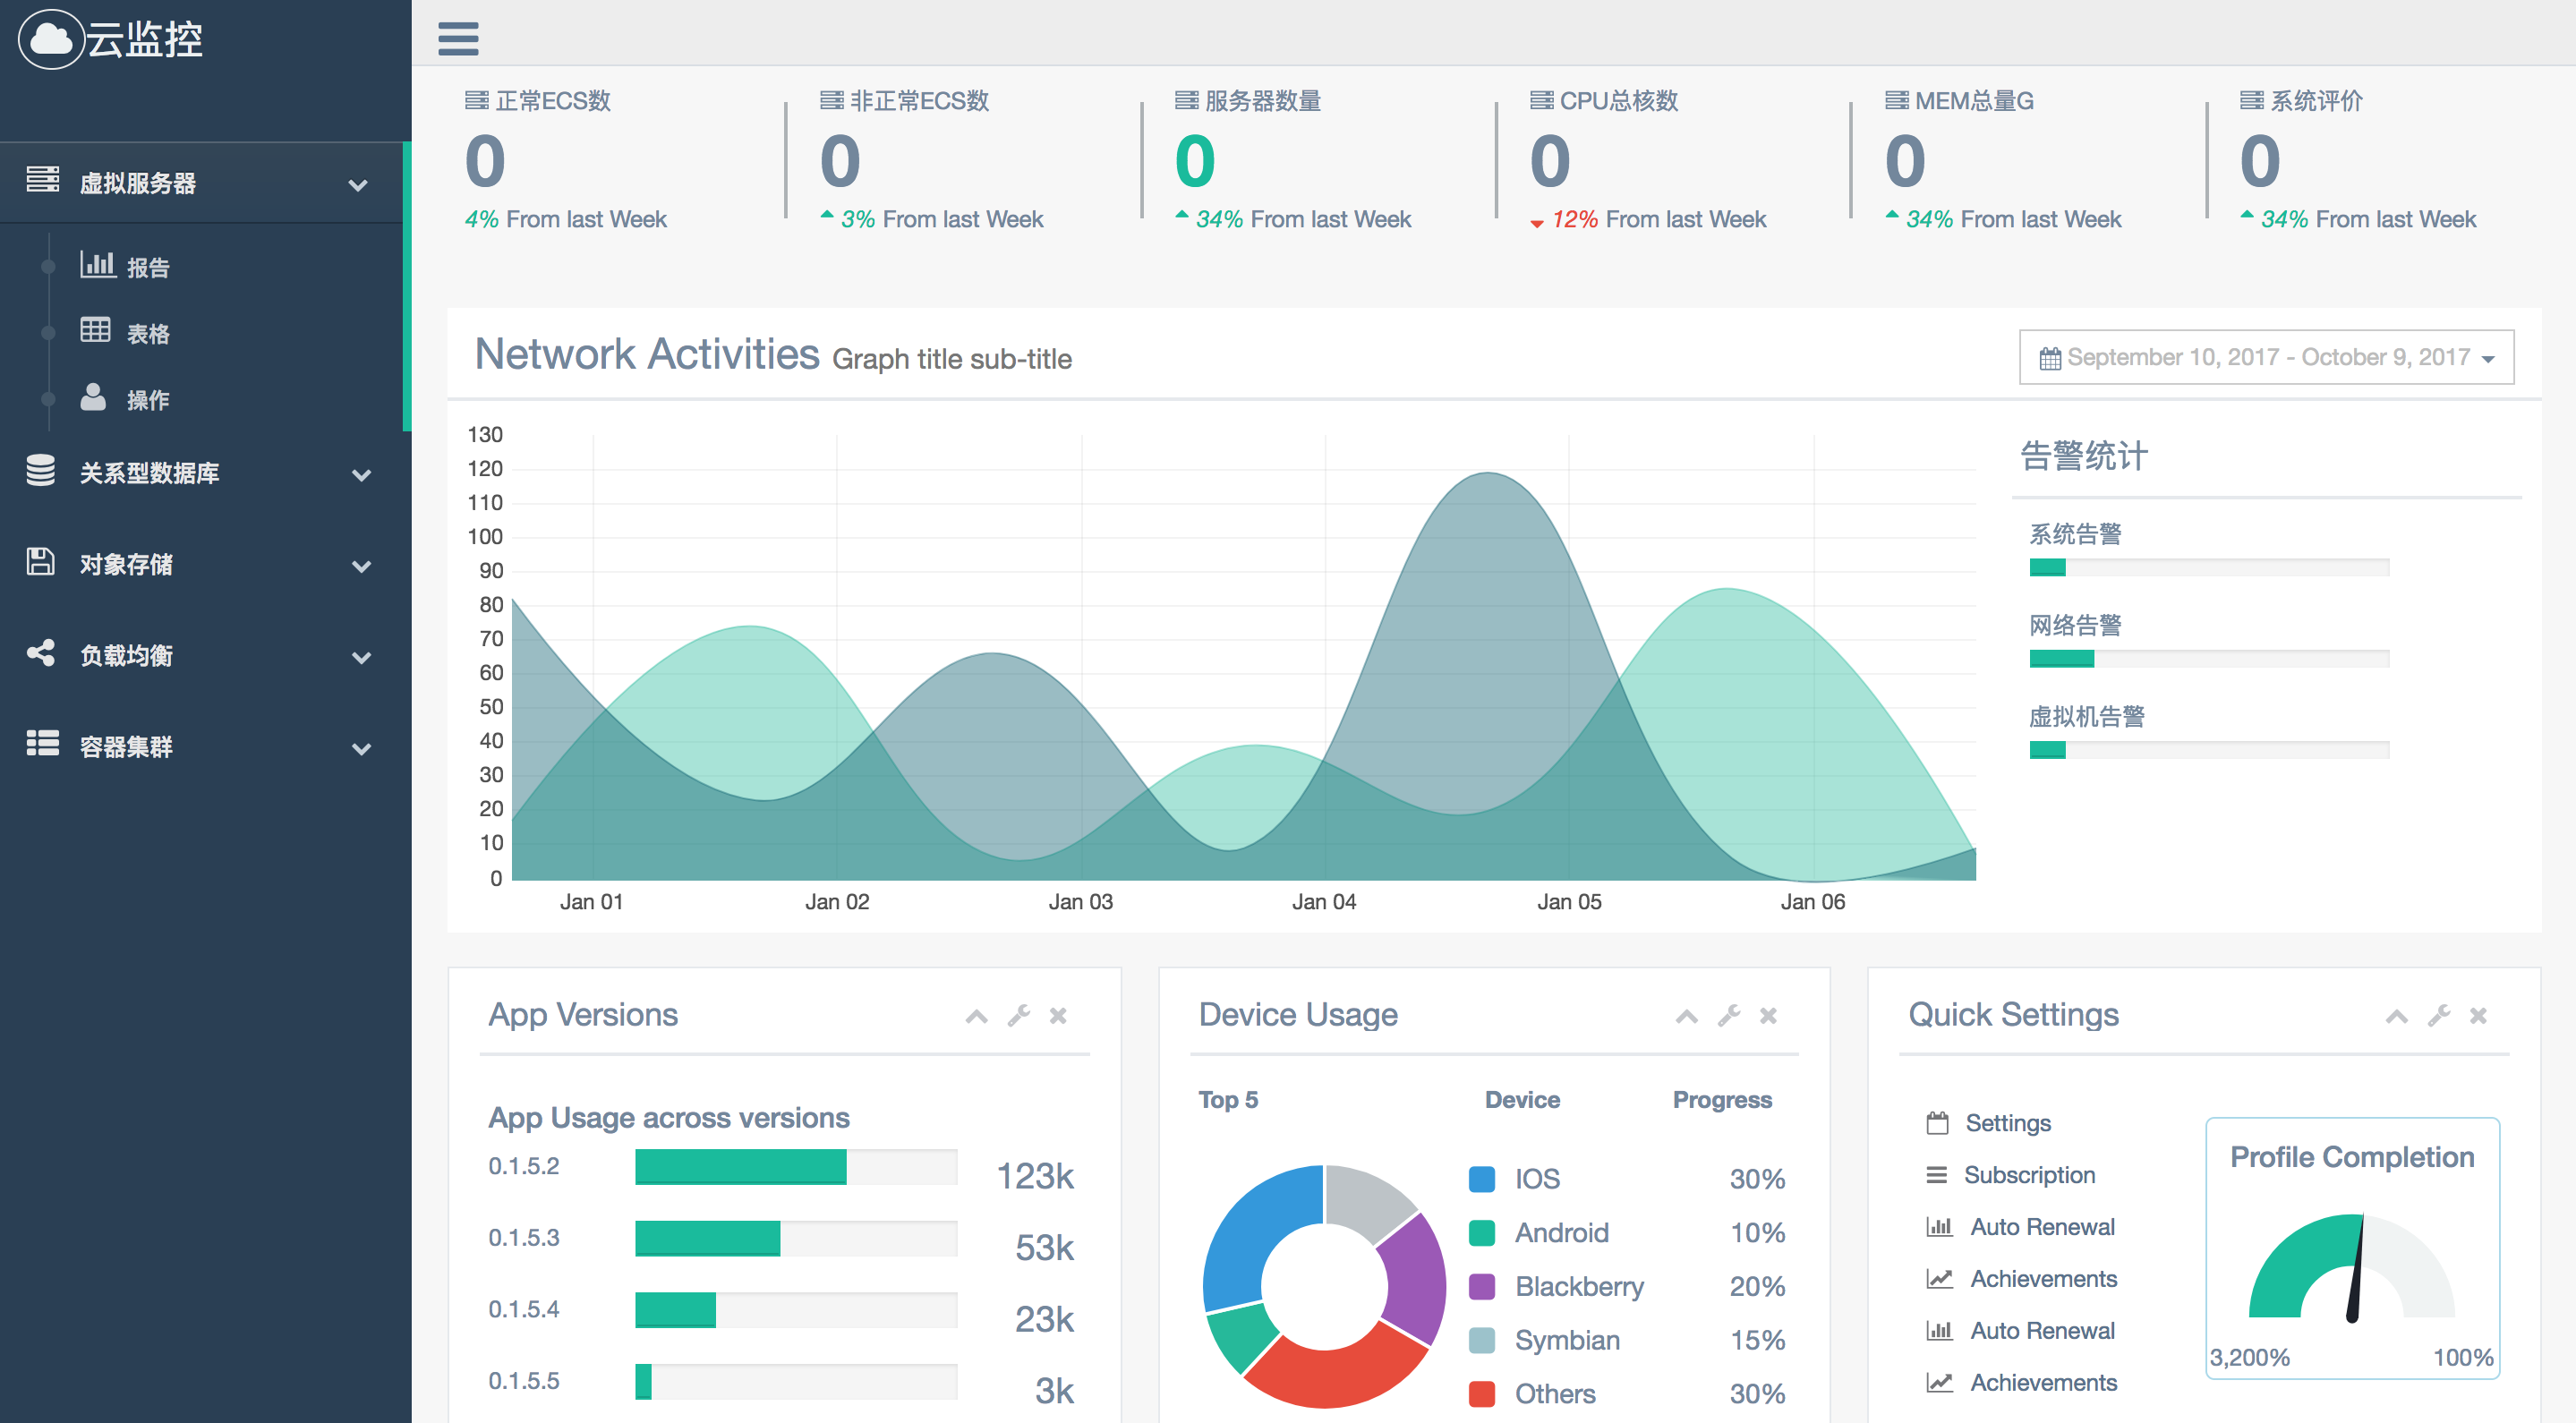 云监控
虚拟服务器
报告
表格
操作
关系型数据库
对象存储
负载均衡
容器集群
正常ECS数
0
4% From last Week
非正常ECS数
0
3% From last Week
服务器数量
0
34% From last Week
CPU总核数
0
12% From last Week
MEM总量G
0
34% From last Week
系统评价
0
34% From last Week
Network Activities Graph title sub-title
September 10, 2017 - October 9, 2017
130
120
110
100
90
80
70
60
50
40
30
20
10
0
Jan 01 Jan 02 Jan 03 Jan 04 Jan 05 Jan 06
告警统计
系统告警
网络告警
虚拟机告警
App Versions
App Usage across versions
0.1.5.2 123k
0.1.5.3 53k
0.1.5.4 23k
0.1.5.5 3k
Device Usage
Top 5 Device Progress
IOS 30%
Android 10%
Blackberry 20%
Symbian 15%
Others 30%
Quick Settings
Settings
Subscription
Auto Renewal
Achievements
Auto Renewal
Achievements
Profile Completion
3,200% 100%